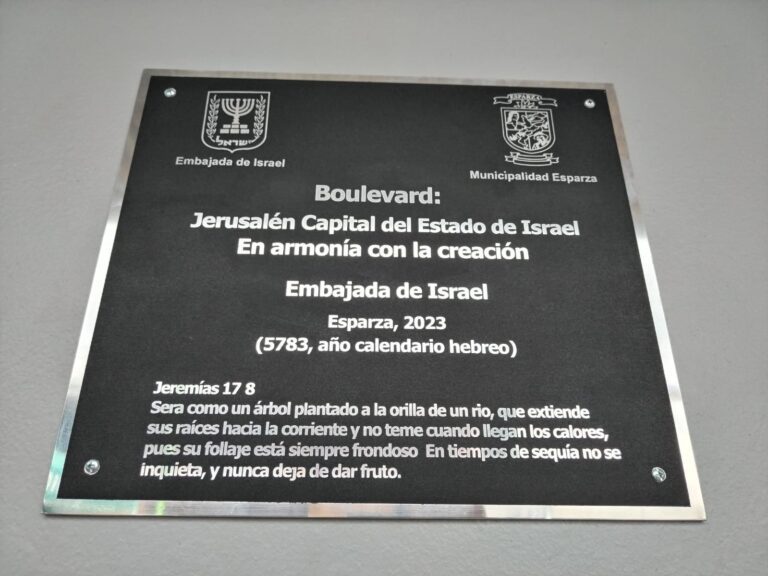 ישראל
Embajada de Israel
ESPARZA
Municipalidad Esparza
Boulevard:
Jerusalén Capital del Estado de Israel
En armonía con la creación
Embajada de Israel
Esparza, 2023
(5783, año calendario hebreo)
Jeremías 17 8
Sera como un árbol plantado a la orilla de un rio, que extiende
sus raíces hacia la corriente y no teme cuando llegan los calores,
pues su follaje está siempre frondoso En tiempos de sequía no se
inquieta, y nunca deja de dar fruto.